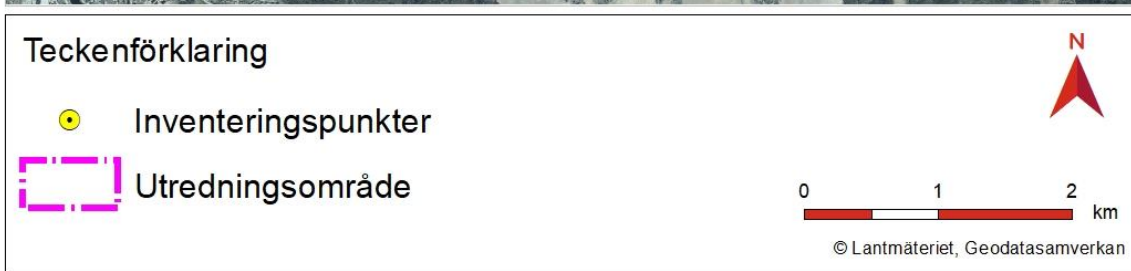 Teckenförklaring
N
Inventeringspunkter
Utredningsområde
0 1 2
km
© Lantmäteriet, Geodatasamverkan